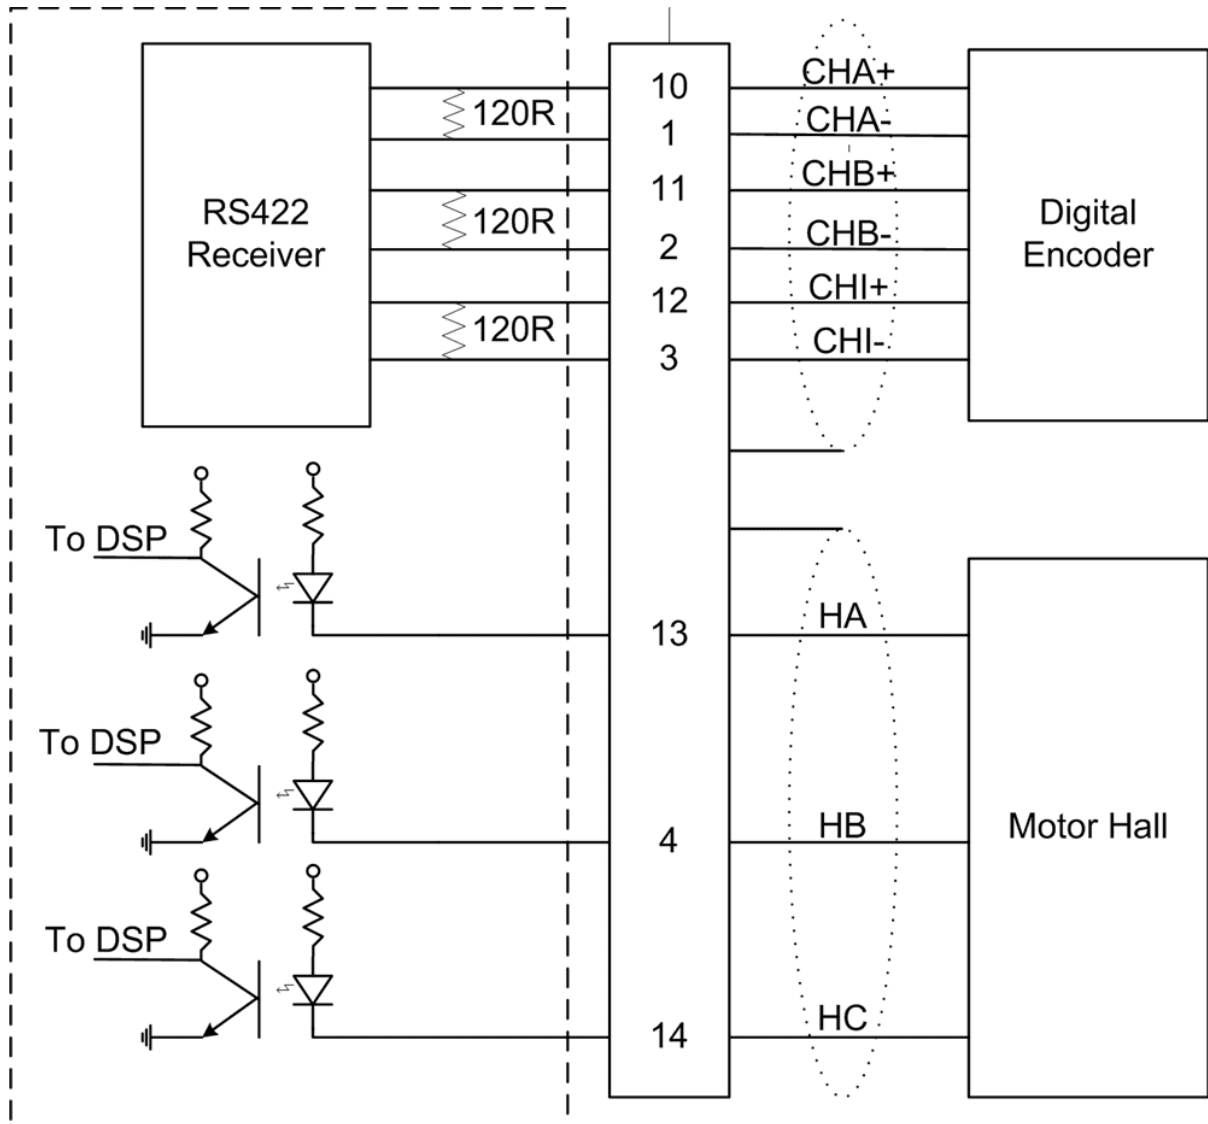 10
CHA+
120R
1
CHA-
11
CHB+
RS422
Receiver
120R
2
CHB-
Digital
Encoder
12
CHI+
120R
3
CHI-
To DSP
13
HA
To DSP
4
HB
Motor Hall
To DSP
14
HC